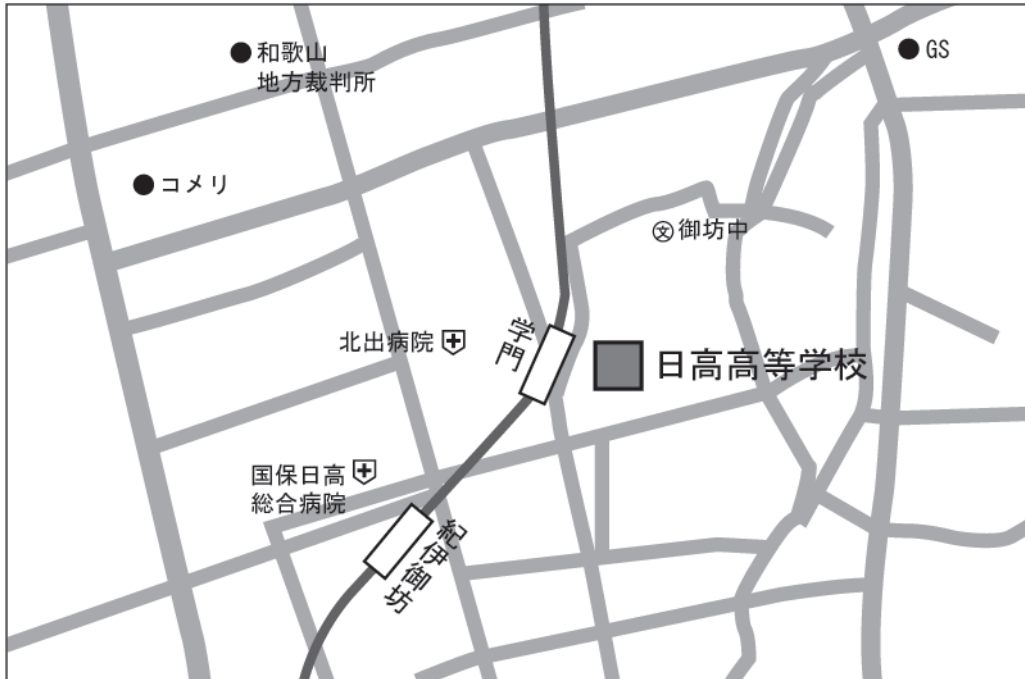 和歌山
地方裁判所
GS
コメリ
文
御坊中
北出病院
学門
日高高等学校
国保日高
総合病院
紀伊御坊